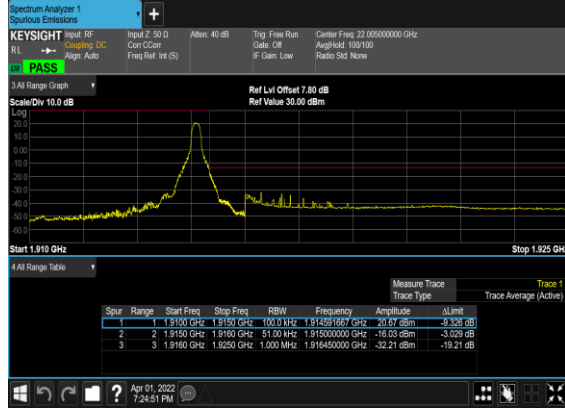 Spectrum Analyzer 1
Spurious Emissions
+
KEYSIGHT Input: RF Input Z: 50 Ω Atten: 40 dB Trig: Free Run Center Freq: 22.005000000 GHz
RL Coupling: DC Corr CCorr Gate: Off Avg|Hold: 100/100
Align: Auto Freq Ref: Int (S) IF Gain: Low Radio Std: None
PASS
3 All Range Graph
Ref Lvl Offset 7.80 dB
Scale/Div 10.0 dB Ref Value 30.00 dBm
Log
20.0
10.0
0.00
-10.0
-20.0
-30.0
-40.0
-50.0
-60.0
Start 1.910 GHz Stop 1.925 GH
4 All Range Table
Measure Trace Trace 1
Trace Type Trace Average (Active)
Spur Range Start Freq Stop Freq RBW Frequency Amplitude ΔLimit
1 1 1.9100 GHz 1.9150 GHz 100.0 kHz 1.914591667 GHz 20.67 dBm -9.326 dB
2 2 1.9150 GHz 1.9160 GHz 51.00 kHz 1.915000000 GHz -16.03 dBm -3.029 dB
3 3 1.9160 GHz 1.9250 GHz 1.000 MHz 1.916450000 GHz -32.21 dBm -19.21 dB
? Apr 01, 2022
7:24:51 PM